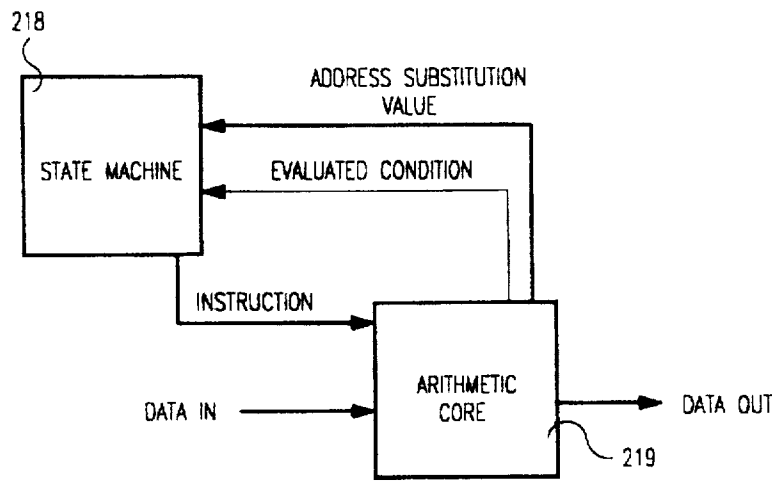 218
ADDRESS SUBSTITUTION
VALUE
STATE MACHINE
EVALUATED CONDITION
INSTRUCTION
ARITHMETIC
CORE
DATA IN
DATA OUT
219